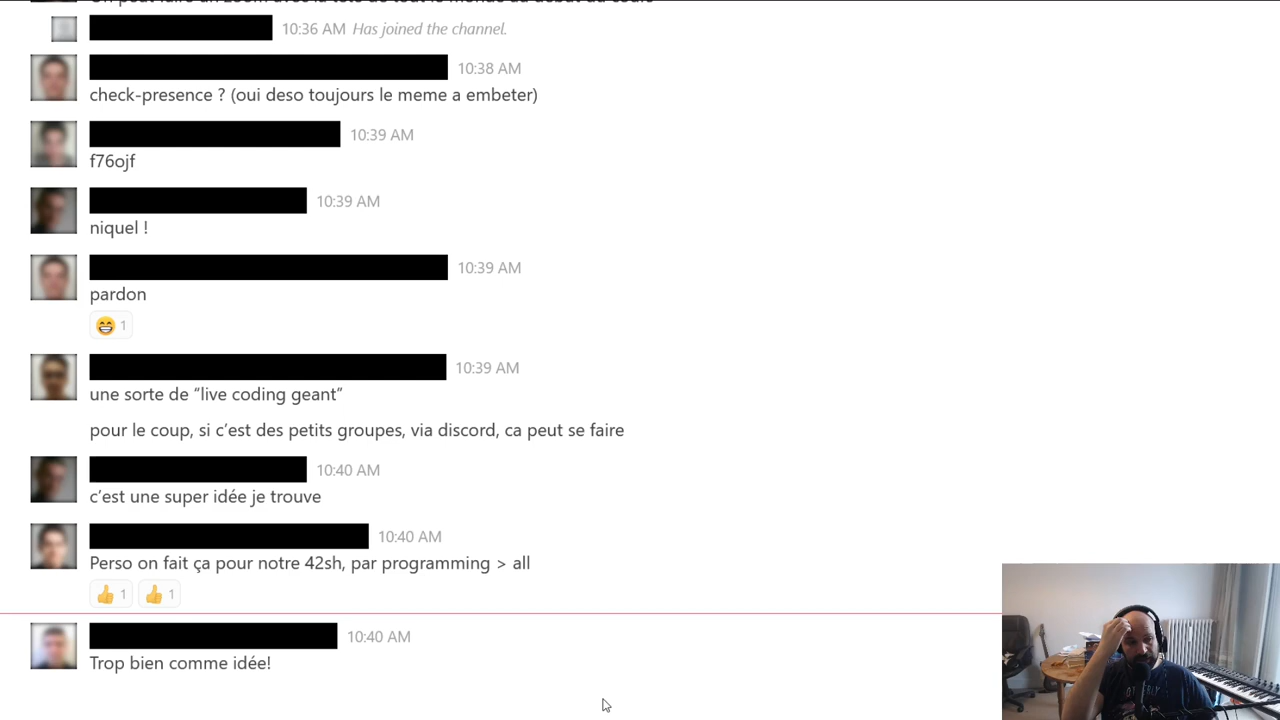 10:36 AM Has joined the channel.
10:38 AM
check-presence ? (oui deso toujours le meme a embeter)
10:39 AM
f76ojf
10:39 AM
niquel !
10:39 AM
pardon
1
10:39 AM
une sorte de “live coding geant”
pour le coup, si c’est des petits groupes, via discord, ca peut se faire
10:40 AM
c’est une super idée je trouve
10:40 AM
Perso on fait ça pour notre 42sh, par programming > all
1 1
10:40 AM
Trop bien comme idée!